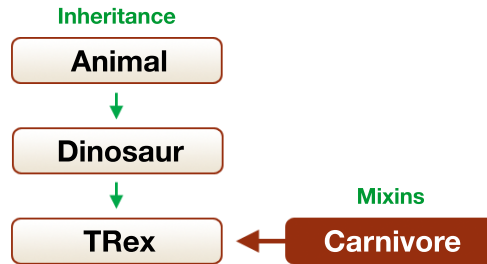 Inheritance
Animal
Dinosaur
Mixins
TRex
Carnivore